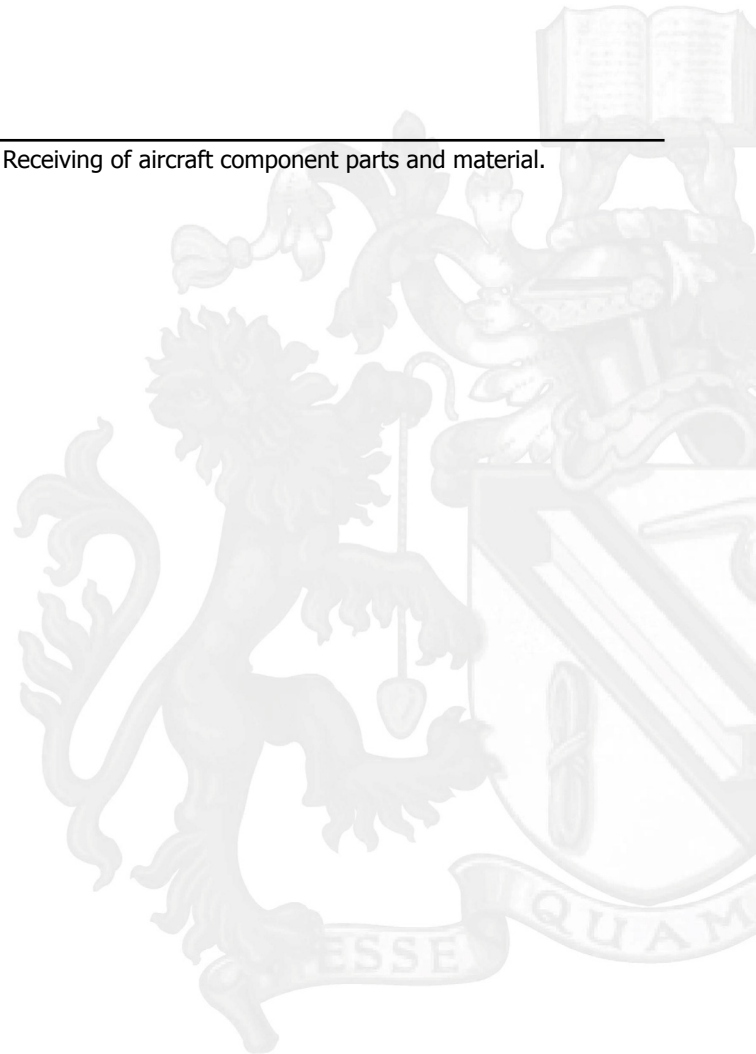 Receiving of aircraft component parts and material.
ESSE
QUAM